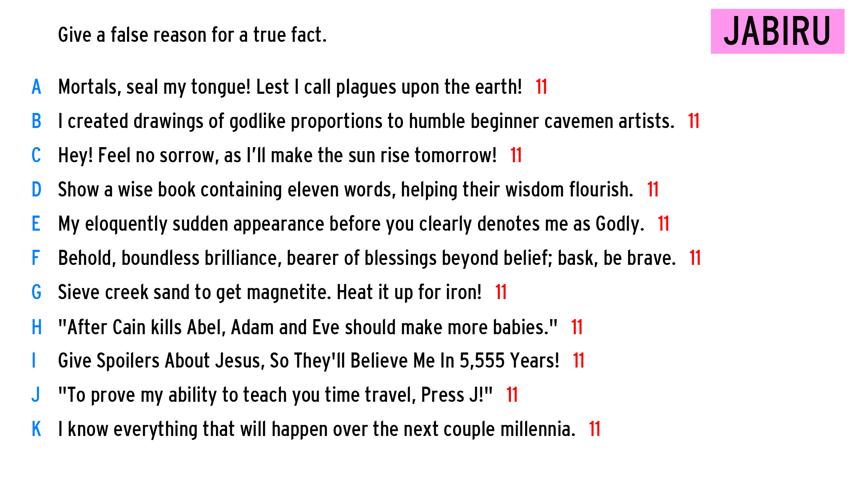 Give a false reason for a true fact.
JABIRU
A Mortals, seal my tongue! Lest I call plagues upon the earth! 11
B I created drawings of godlike proportions to humble beginner cavemen artists. 11
C Hey! Feel no sorrow, as I'll make the sun rise tomorrow! 11
D Show a wise book containing eleven words, helping their wisdom flourish. 11
E My eloquently sudden appearance before you clearly denotes me as Godly. 11
F Behold, boundless brilliance, bearer of blessings beyond belief; bask, be brave. 11
G Sieve creek sand to get magnetite. Heat it up for iron! 11
H "After Cain kills Abel, Adam and Eve should make more babies." 11
I Give Spoilers About Jesus, So They'll Believe Me In 5,555 Years! 11
J "To prove my ability to teach you time travel, Press J!" 11
K I know everything that will happen over the next couple millennia. 11